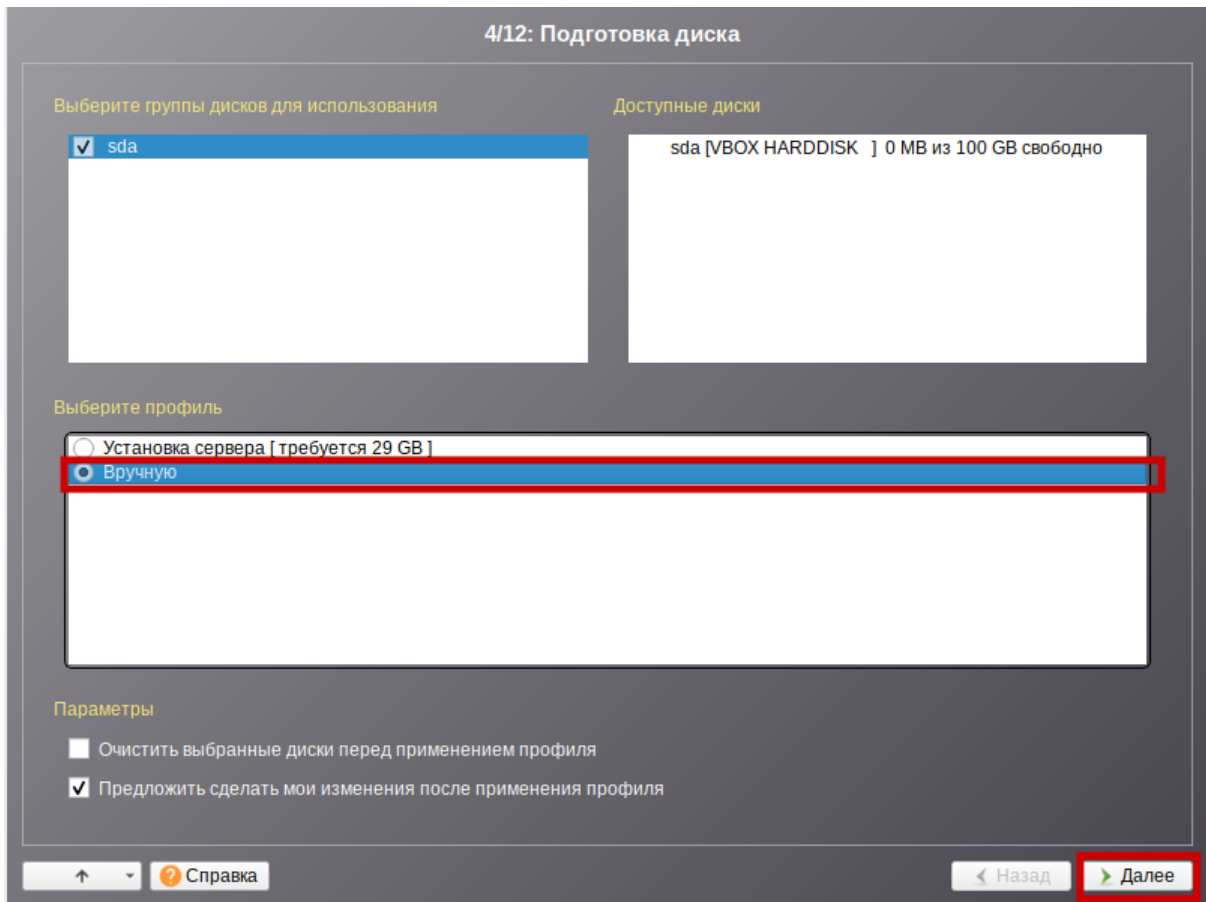 4/12: Подготовка диска
Выберите группы дисков для использования
Доступные диски
sda
sda [VBOX HARDDISK ] 0 MB из 100 GB свободно
Выберите профиль
Установка сервера [ требуется 29 GB ]
Вручную
Параметры
Очистить выбранные диски перед применением профиля
Предложить сделать мои изменения после применения профиля
Справка
Назад
Далее